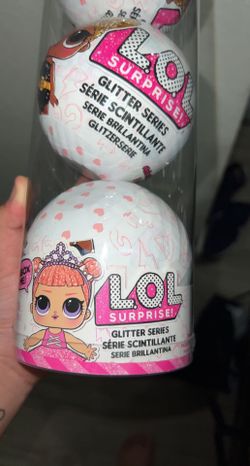 L.O.L
SURPRISE!
GLITTER SERIES
SÉRIE SCINTILLANTE
SERIE BRILLANTINA
GLITZERSERIE
L.O.L
SURPRISE!
GLITTER SERIES
SÉRIE SCINTILLANTE
SERIE BRILLANTINA